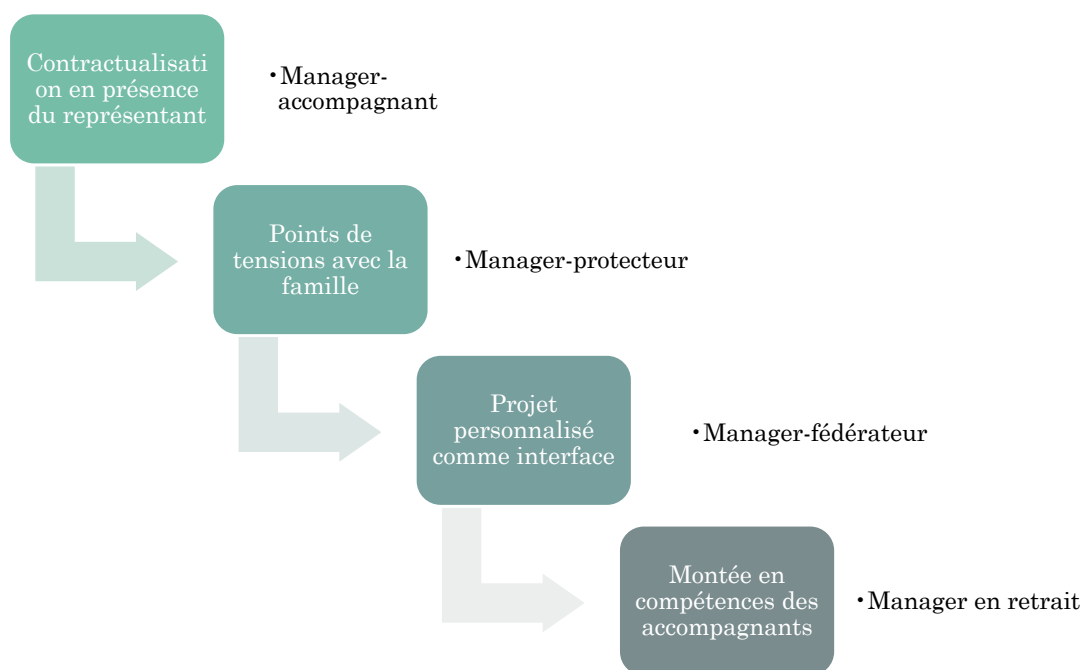 Contractualisati
on en présence
du représentant
•Manager-
accompagnant
Points de
tensions avec la
famille
•Manager-protecteur
Projet
personnalisé
comme interface
•Manager-fédérateur
Montée en
compétences des
accompagnants
•Manager en retrait